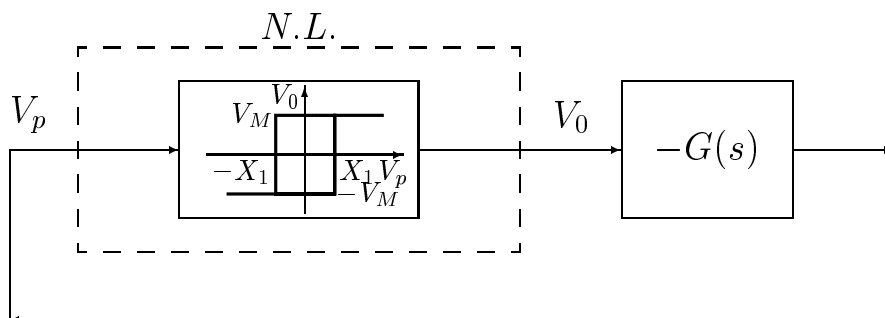 N.L.
V_p
V_0
V_M
-X_1
X_1
V_p
-V_M
V_0
-G(s)